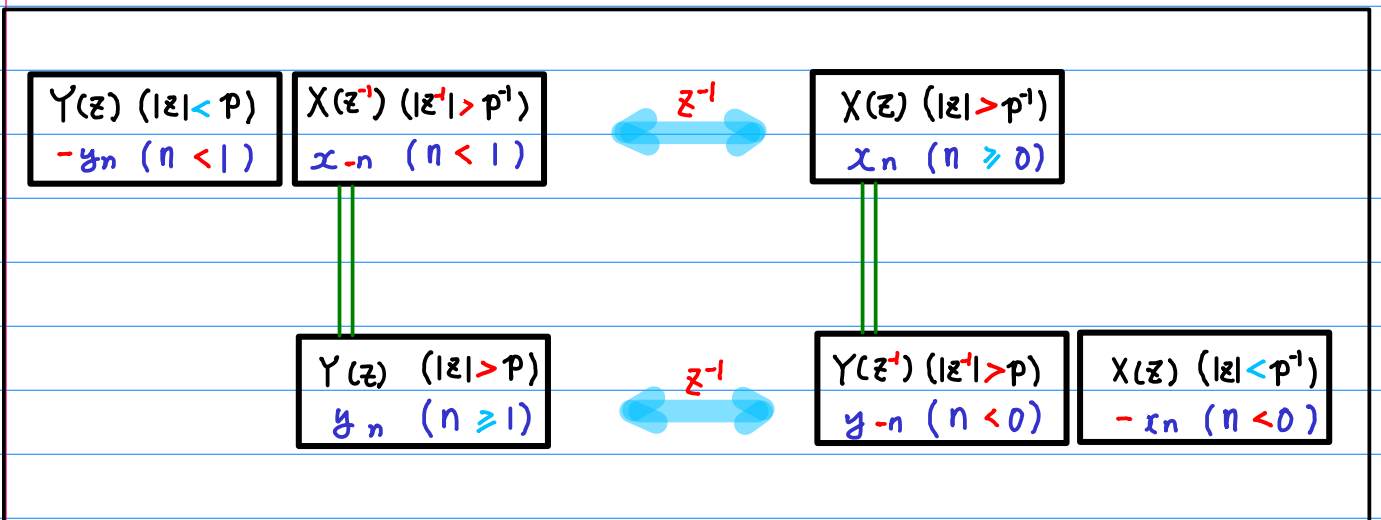 Y(z) (|z|< p)
-yₙ (n < 1)
X(z⁻¹) (|z⁻¹|> p⁻¹)
x₋ₙ (n < 1)
z⁻¹
X(z) (|z|> p⁻¹)
xₙ (n ⩾ 0)
Y(z) (|z|> p)
yₙ (n ⩾ 1)
z⁻¹
Y(z⁻¹) (|z⁻¹|>p)
y₋ₙ (n < 0)
X(z) (|z|< p⁻¹)
- xₙ (n <0)